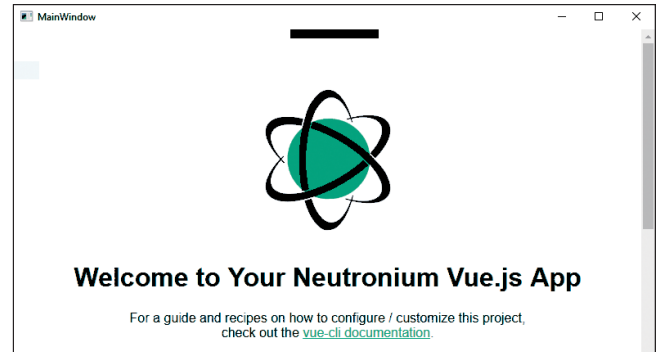 MainWindow
Welcome to Your Neutronium Vue.js App
For a guide and recipes on how to configure / customize this project,
check out the vue-cli documentation.